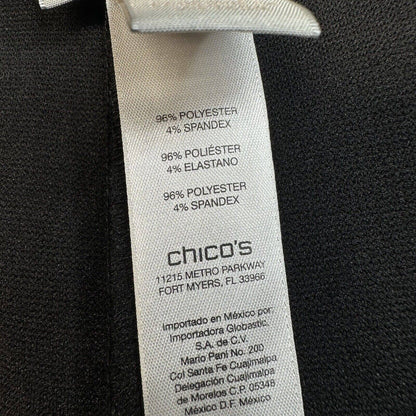 96% POLYESTER
4% SPANDEX
96% POLIÉSTER
4% ELASTANO
96% POLYESTER
4% SPANDEX
chico's
11215 METRO PARKWAY
FORT MYERS, FL 33966
Importado en México por:
Importadora Globastic,
S.A. de C.V.
Mario Pani No. 200
Col Santa Fe Cuajimalpa
Delegación Cuajimalpa
de Morelos C.P. 05348
México D.F. México